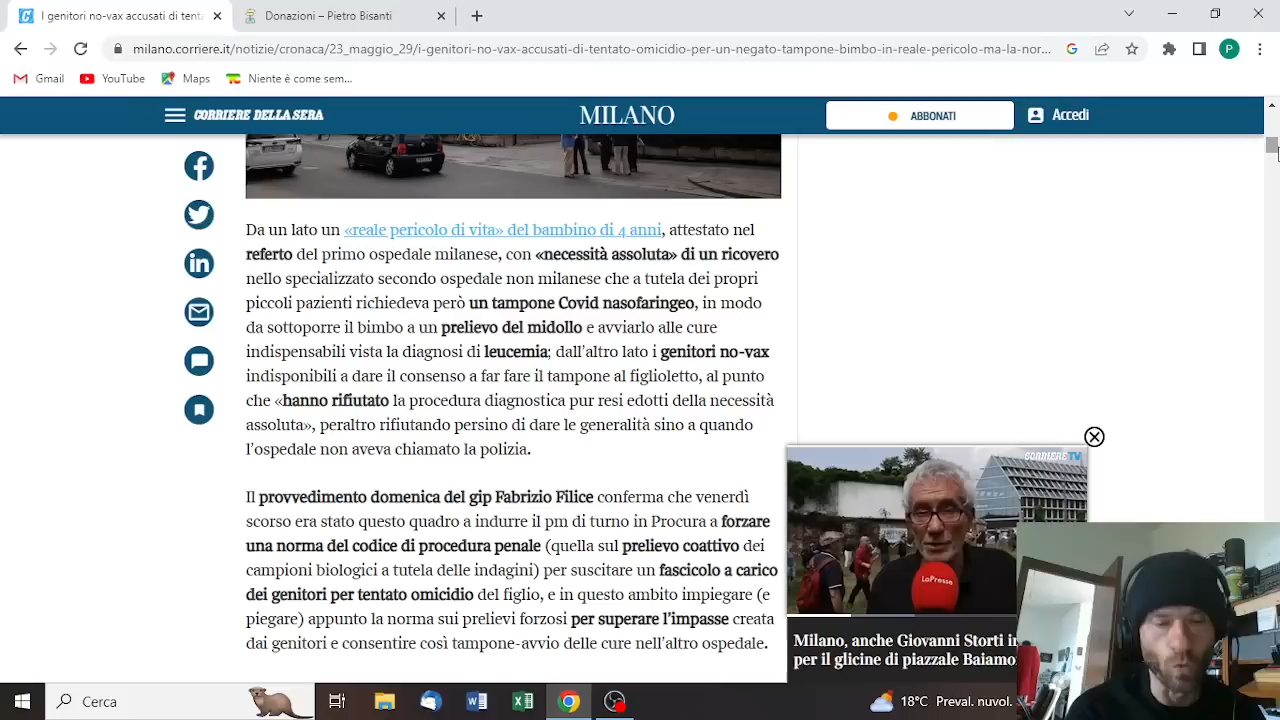 I genitori no-vax accusati di tenta
Donazioni – Pietro Bisanti
milano.corriere.it/notizie/cronaca/23_maggio_29/i-genitori-no-vax-accusati-di-tentato-omicidio-per-un-negato-tampone-bimbo-in-reale-pericolo-ma-la-nor...
P
Gmail
YouTube
Maps
Niente è come sem...
CORRIERE DELLA SERA
MILANO
ABBONATI
Accedi
Da un lato un «reale pericolo di vita» del bambino di 4 anni, attestato nel
referto del primo ospedale milanese, con «necessità assoluta» di un ricovero
nello specializzato secondo ospedale non milanese che a tutela dei propri
piccoli pazienti richiedeva però un tampone Covid nasofaringeo, in modo
da sottoporre il bimbo a un prelievo del midollo e avviarlo alle cure
indispensabili vista la diagnosi di leucemia; dall'altro lato i genitori no-vax
indisponibili a dare il consenso a far fare il tampone al figlioletto, al punto
che «hanno rifiutato la procedura diagnostica pur resi edotti della necessità
assoluta», peraltro rifiutando persino di dare le generalità sino a quando
l'ospedale non aveva chiamato la polizia.
Il provvedimento domenica del gip Fabrizio Filice conferma che venerdì
scorso era stato questo quadro a indurre il pm di turno in Procura a forzare
una norma del codice di procedura penale (quella sul prelievo coattivo dei
campioni biologici a tutela delle indagini) per suscitare un fascicolo a carico
dei genitori per tentato omicidio del figlio, e in questo ambito impiegare (e
piegare) appunto la norma sui prelievi forzosi per superare l'impasse creata
dai genitori e consentire così tampone-avvio delle cure nell'altro ospedale.
CORRIERE TV
LaPresse
Milano, anche Giovanni Storti in
per il glicine di piazzale Baiamo
Cerca
18°C Preval. nuvol.